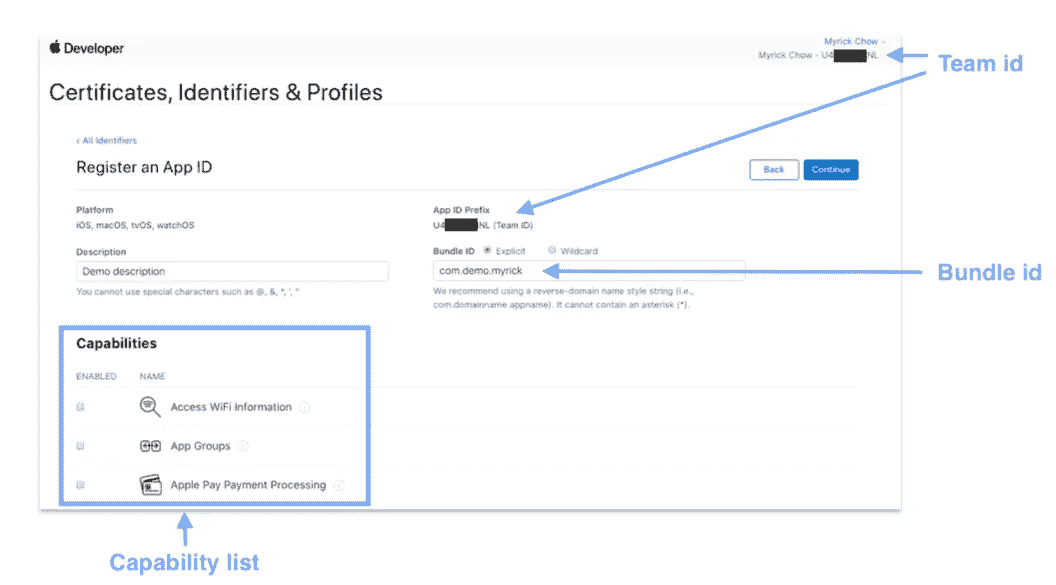 Developer
Myrick Chow
Myrick Chow - U4 NL
Team id
Certificates, Identifiers & Profiles
‹ All Identifiers
Register an App ID
Back
Continue
Platform
iOS, macOS, tvOS, watchOS
App ID Prefix
U4 NL (Team ID)
Description
Demo description
You cannot use special characters such as @, &, *, ', "
Bundle ID Explicit Wildcard
com.demo.myrick
Bundle id
We recommend using a reverse-domain name style string (i.e.,
com.domainname.appname). It cannot contain an asterisk (*).
Capabilities
ENABLED NAME
Access WiFi Information
App Groups
Apple Pay Payment Processing
Capability list